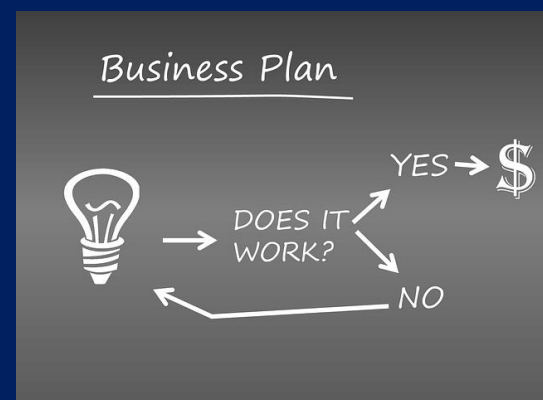 Business Plan
YES
$
DOES IT
WORK?
NO